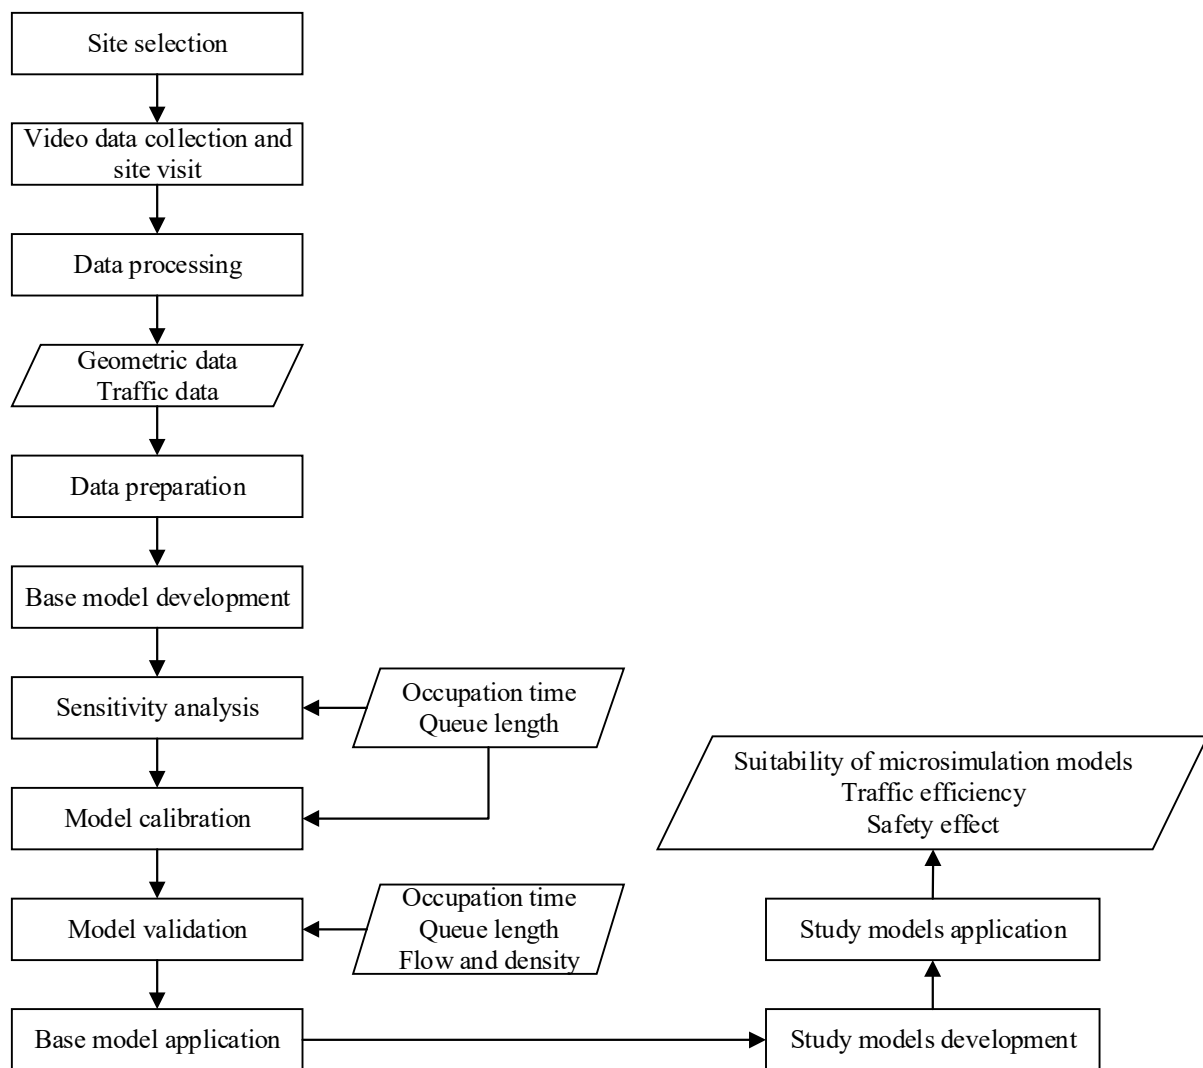 Site selection
Video data collection and
site visit
Data processing
Geometric data
Traffic data
Data preparation
Base model development
Sensitivity analysis
Occupation time
Queue length
Model calibration
Model validation
Occupation time
Queue length
Flow and density
Base model application
Suitability of microsimulation models
Traffic efficiency
Safety effect
Study models application
Study models development